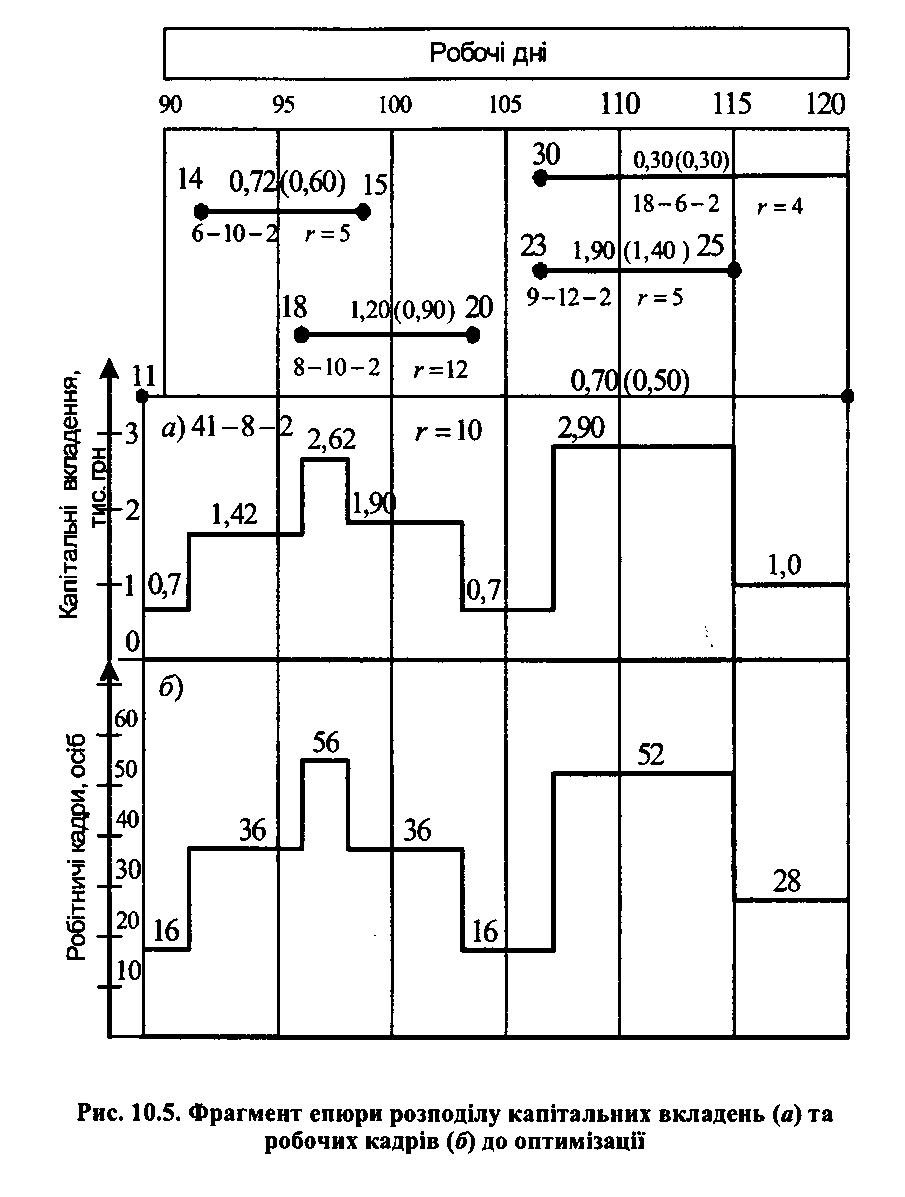 Робочі дні
90 95 100 105 110 115 120
30 0,30(0,30)
14 0,72(0,60) 15
18-6-2 r=4
6-10-2 r=5
23 1,90(1,40) 25
9-12-2 r=5
18 1,20(0,90) 20
8-10-2 r=12
11 0,70(0,50)
Капітальні вкладення,
тис. грн
а) 41-8-2 r=10
3 2,62 2,90
2 1,42 1,90
1 0,7 0,7 1,0
0
Робітничі кадри, осіб
б)
60
56 52
50
40 36 36
30 28
20 16 16
10
Рис. 10.5. Фрагмент епюри розподілу капітальних вкладень (а) та
робочих кадрів (б) до оптимізації